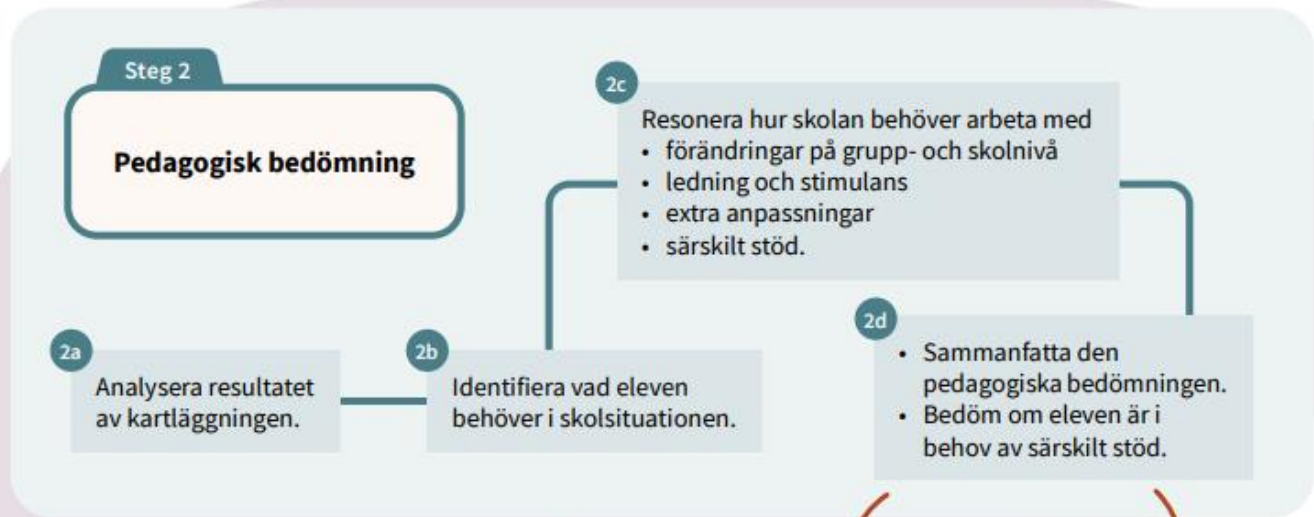 Steg 2
Pedagogisk bedömning
2a
Analysera resultatet
av kartläggningen.
2b
Identifiera vad eleven
behöver i skolsituationen.
2c
Resonera hur skolan behöver arbeta med
• förändringar på grupp- och skolnivå
• ledning och stimulans
• extra anpassningar
• särskilt stöd.
2d
• Sammanfatta den
pedagogiska bedömningen.
• Bedöm om eleven är i
behov av särskilt stöd.